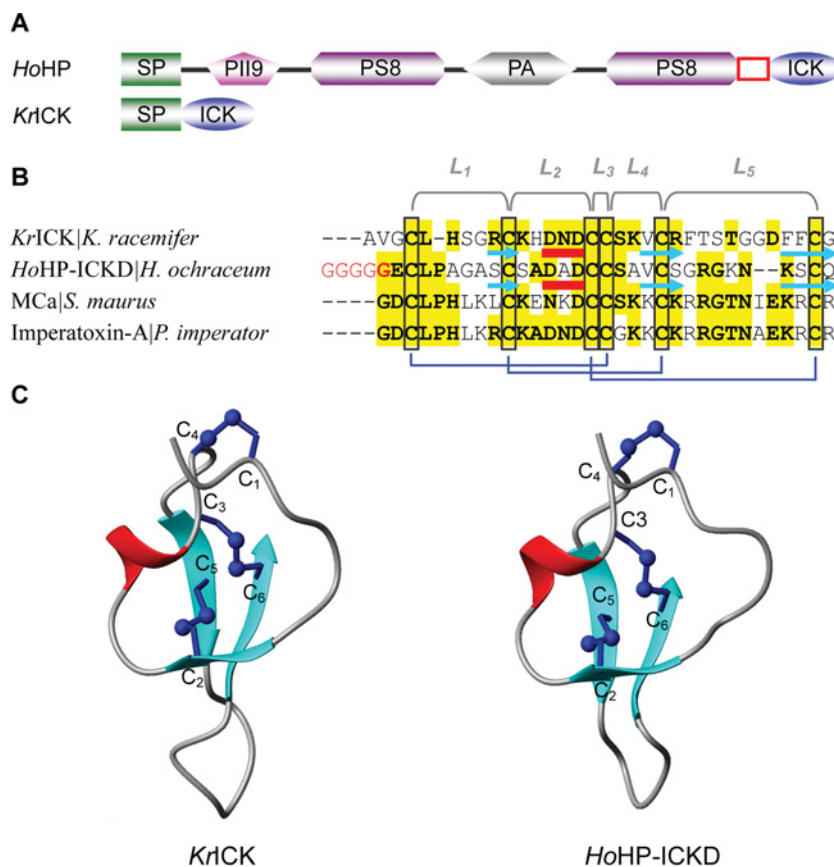 A
HoHP SP PII9 PS8 PA PS8 ICK
KrICK SP ICK
B
L1 L2 L3 L4 L5
KrICK|K. racemifer ---AVGCL-HSGRCKHDNDCCSKVCRFTSTGGDFFCG
HoHP-ICKD|H. ochraceum GGGGGECLPAGASCSADADCCSAVCSGRGKN--KSCQ
MCa|S. maurus ----GDCLPHLKLCKENKDCCSKKCKRRGTNIEKRCR
Imperatoxin-A|P. imperator ----GDCLPHLKRCKADNDCCGKKCKRRGTNAEKRCR
C
C4 C1 C3 C5 C6 C2
C4 C1 C3 C5 C6 C2
KrICK HoHP-ICKD